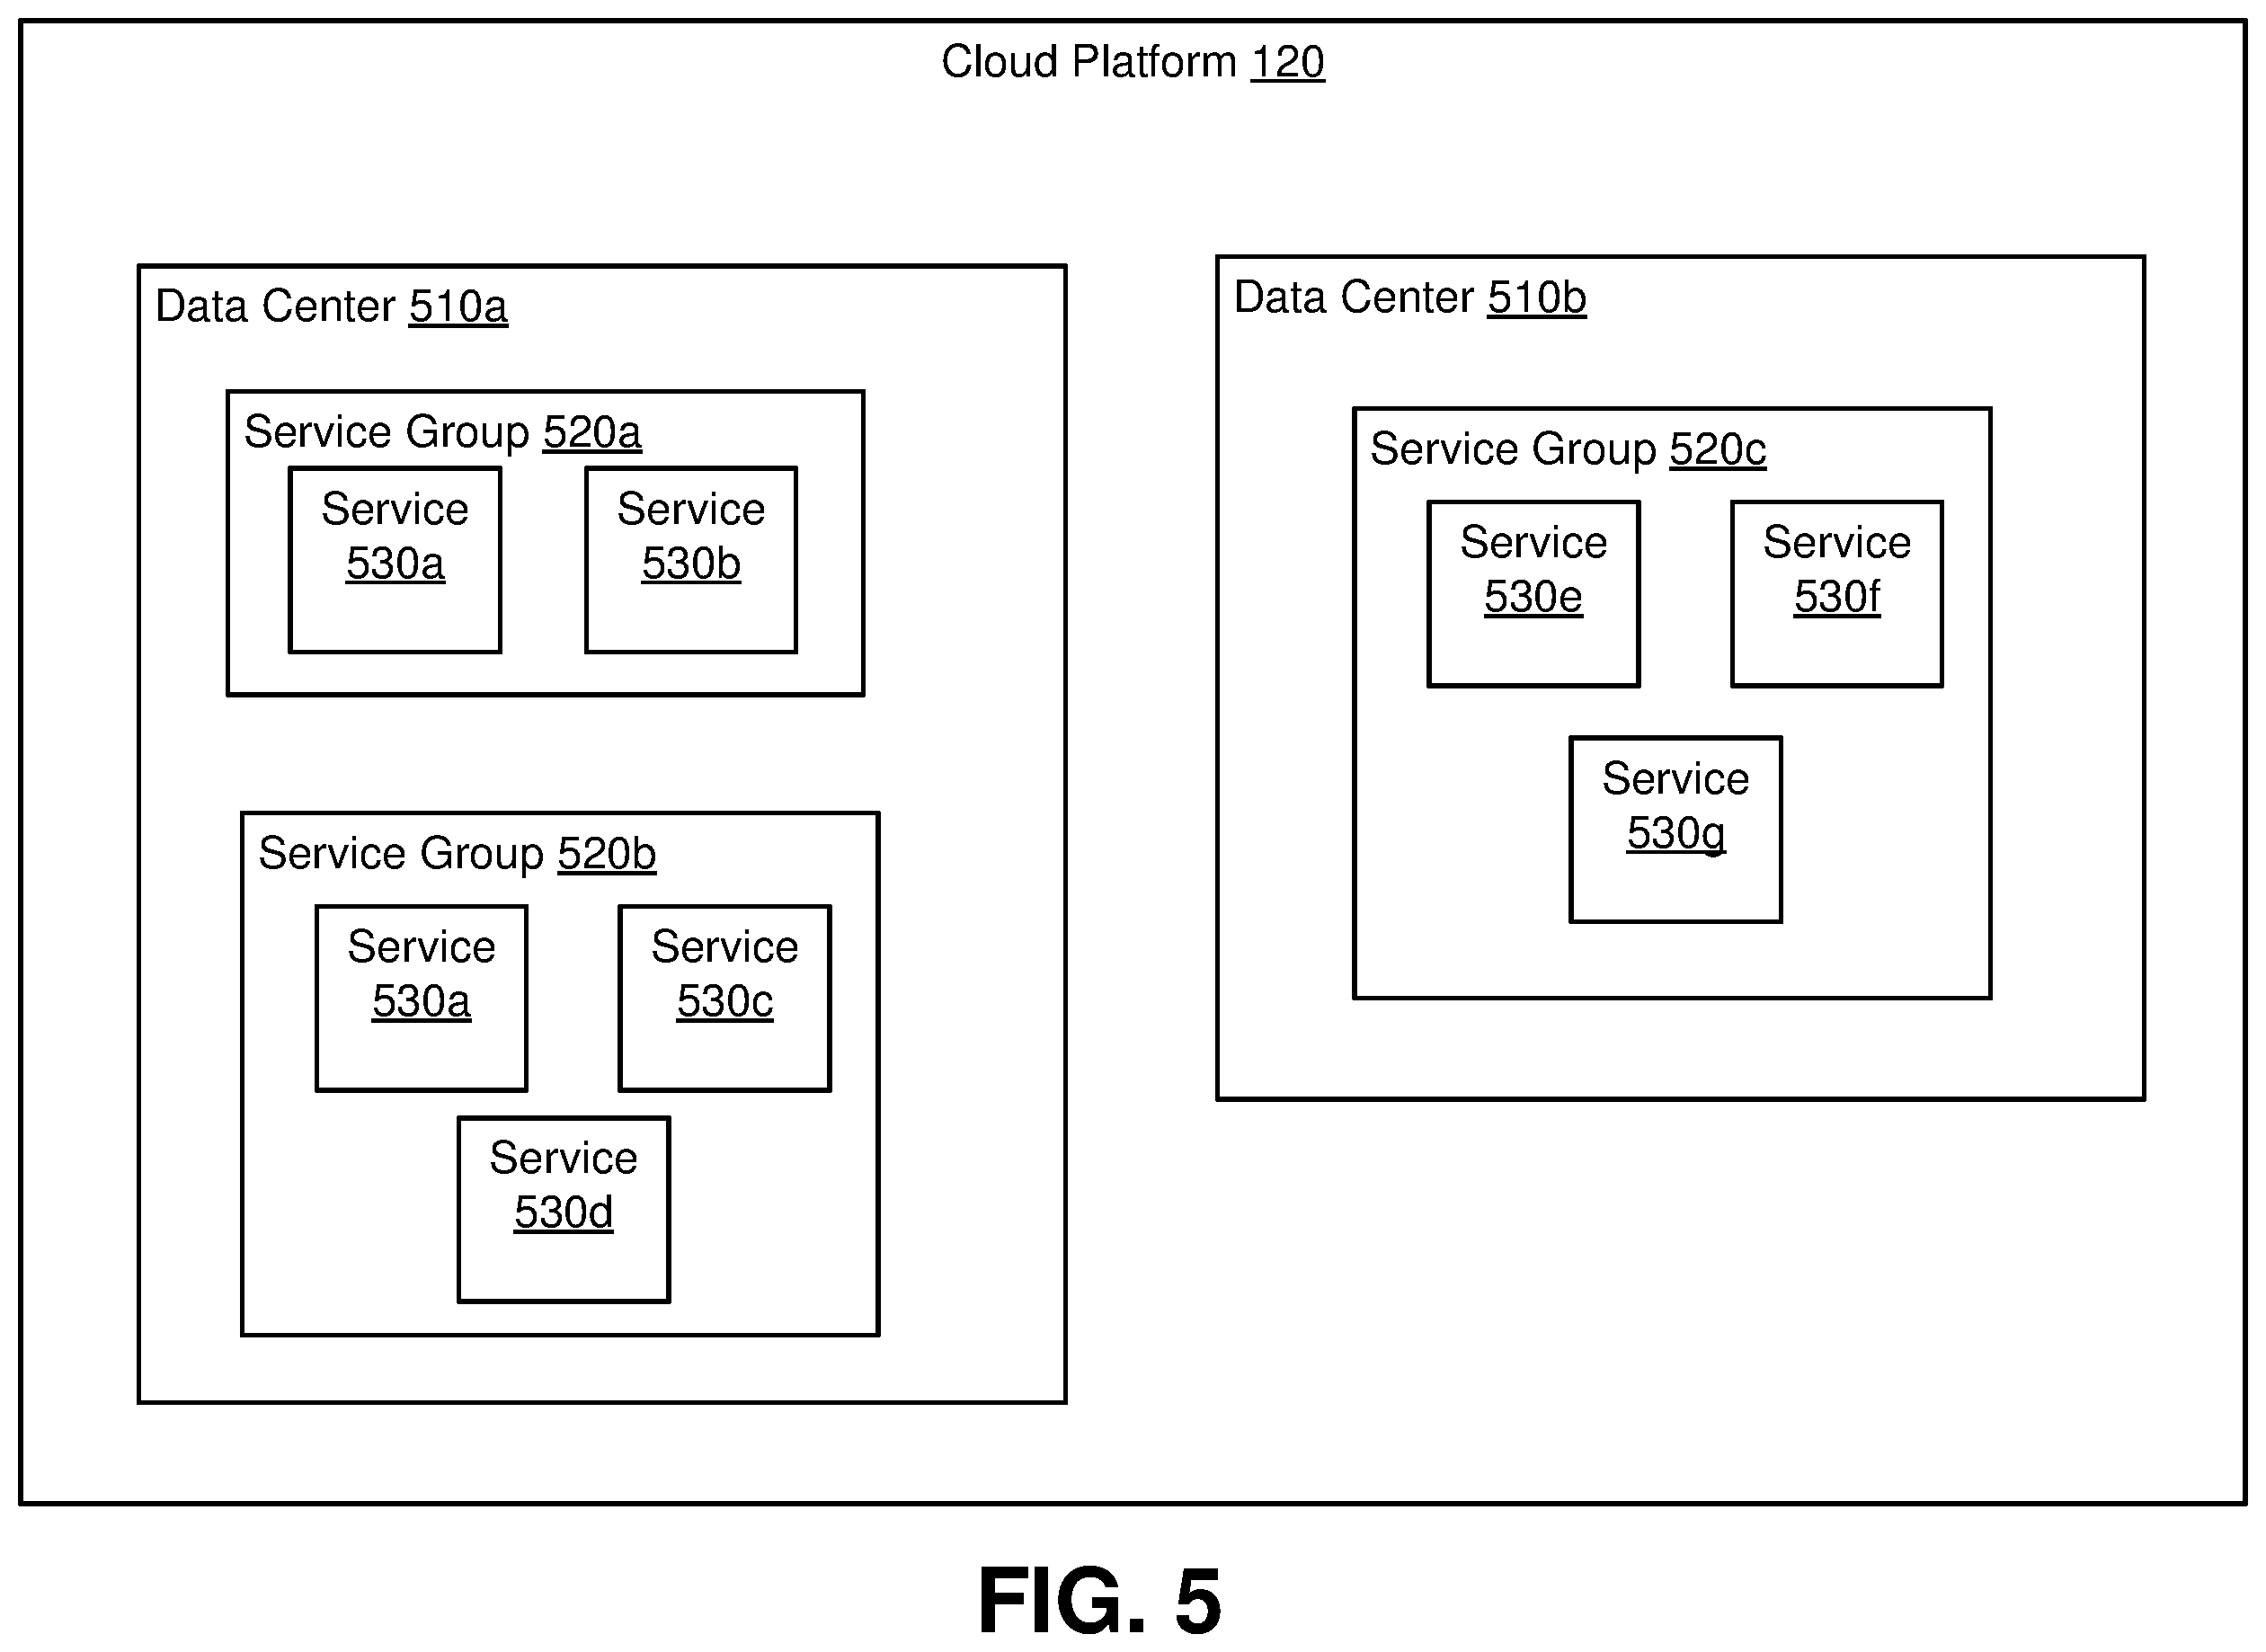 Cloud Platform 120
Data Center 510a
Service Group 520a
Service
530a
Service
530b
Service Group 520b
Service
530a
Service
530c
Service
530d
Data Center 510b
Service Group 520c
Service
530e
Service
530f
Service
530g
FIG. 5